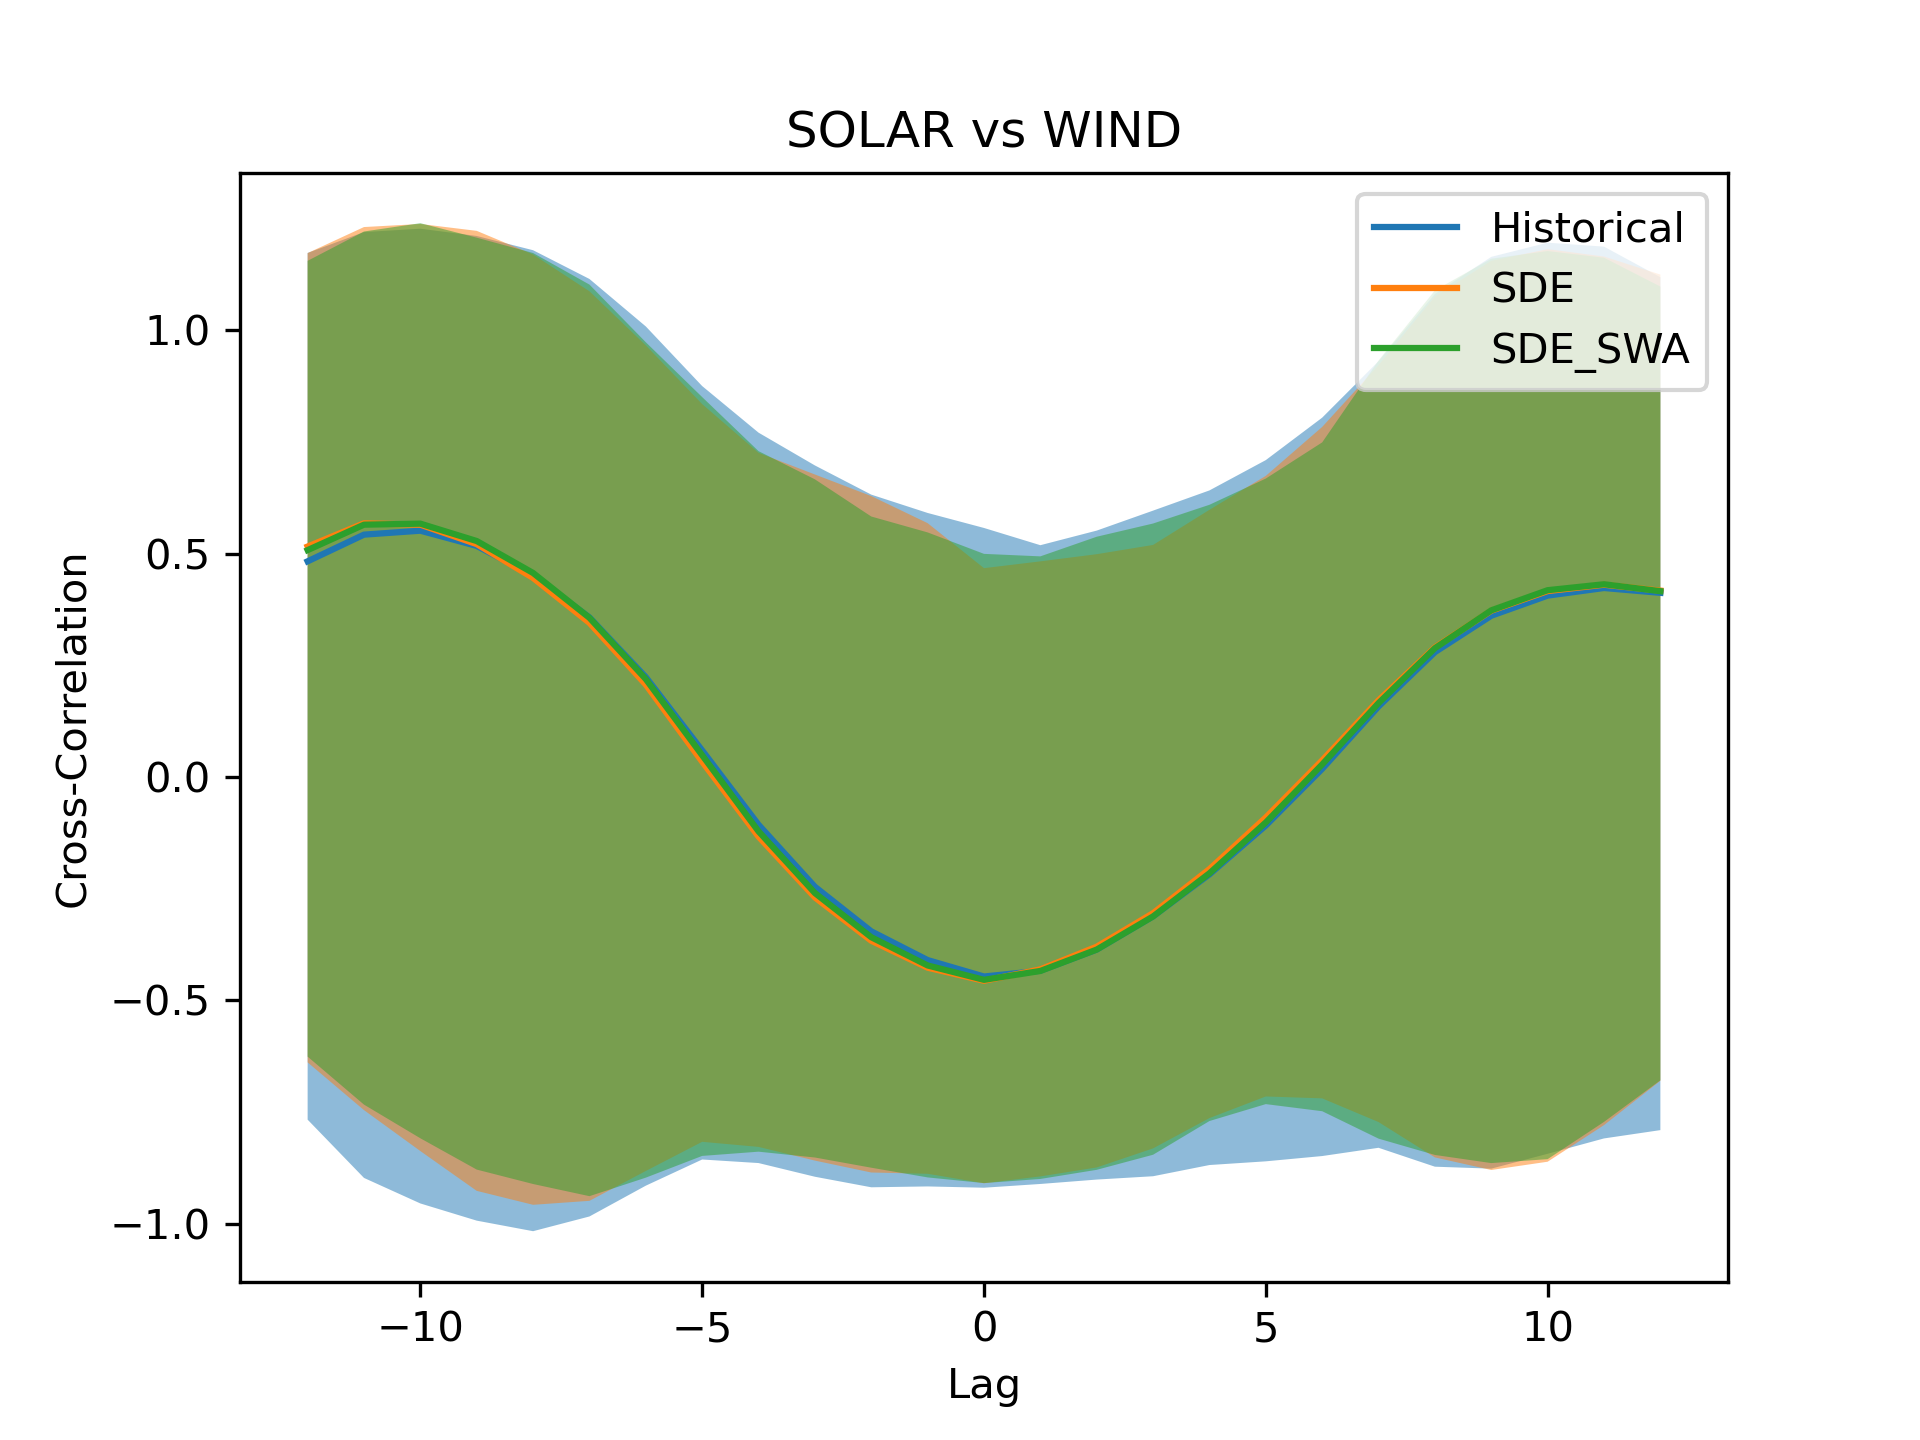 SOLAR vs WIND
Historical
SDE
SDE_SWA
1.0
0.5
0.0
−0.5
−1.0
Cross-Correlation
−10 −5 0 5 10
Lag